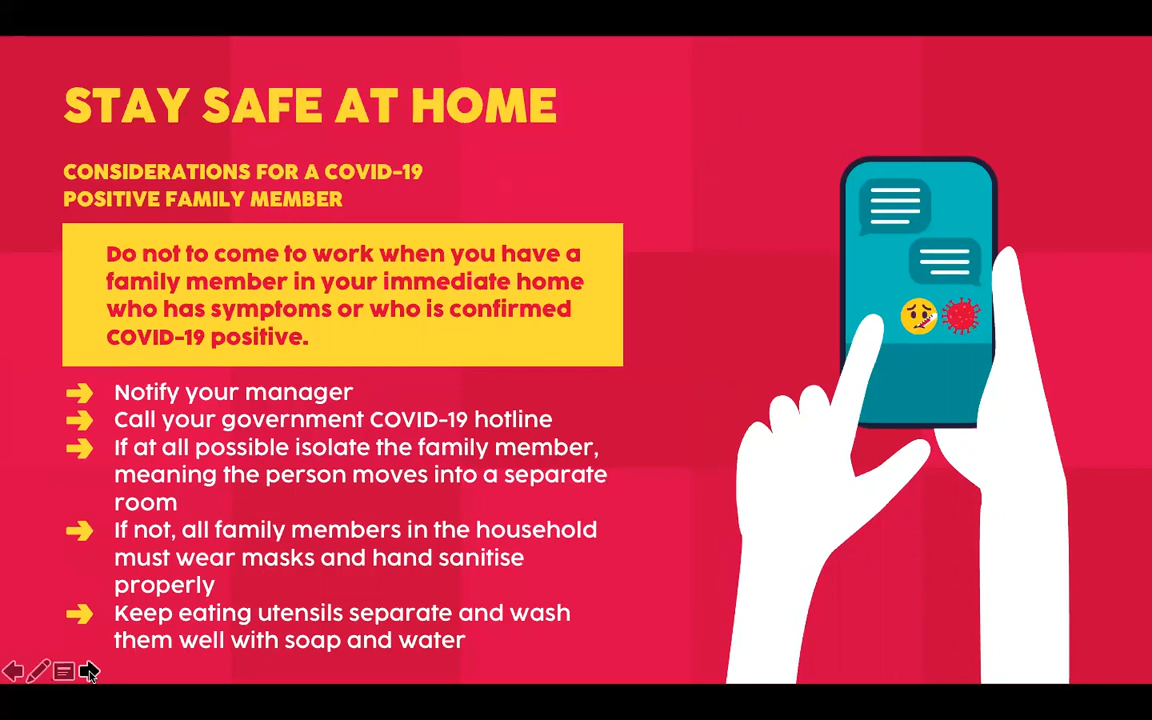 STAY SAFE AT HOME
CONSIDERATIONS FOR A COVID-19
POSITIVE FAMILY MEMBER
Do not to come to work when you have a
family member in your immediate home
who has symptoms or who is confirmed
COVID-19 positive.
Notify your manager
Call your government COVID-19 hotline
If at all possible isolate the family member,
meaning the person moves into a separate
room
If not, all family members in the household
must wear masks and hand sanitise
properly
Keep eating utensils separate and wash
them well with soap and water